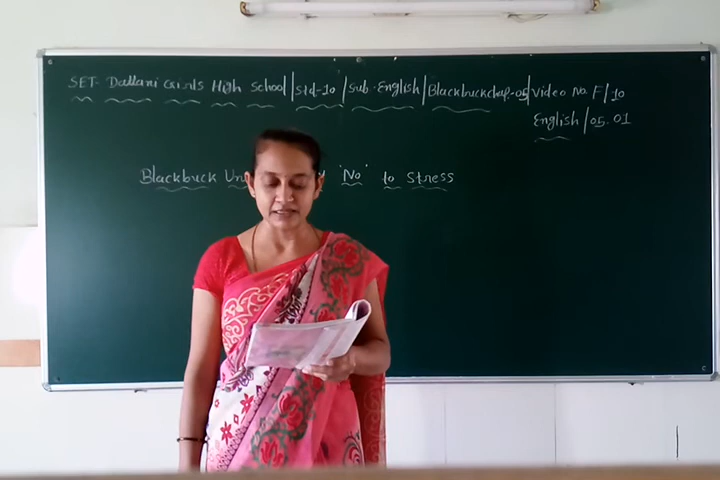 SET- Dallani Girls High School | Std-10 / Sub-English / Blackbuck chap-05 | Video No. F/10
English / 05.01
Blackbuck "No" to Stress